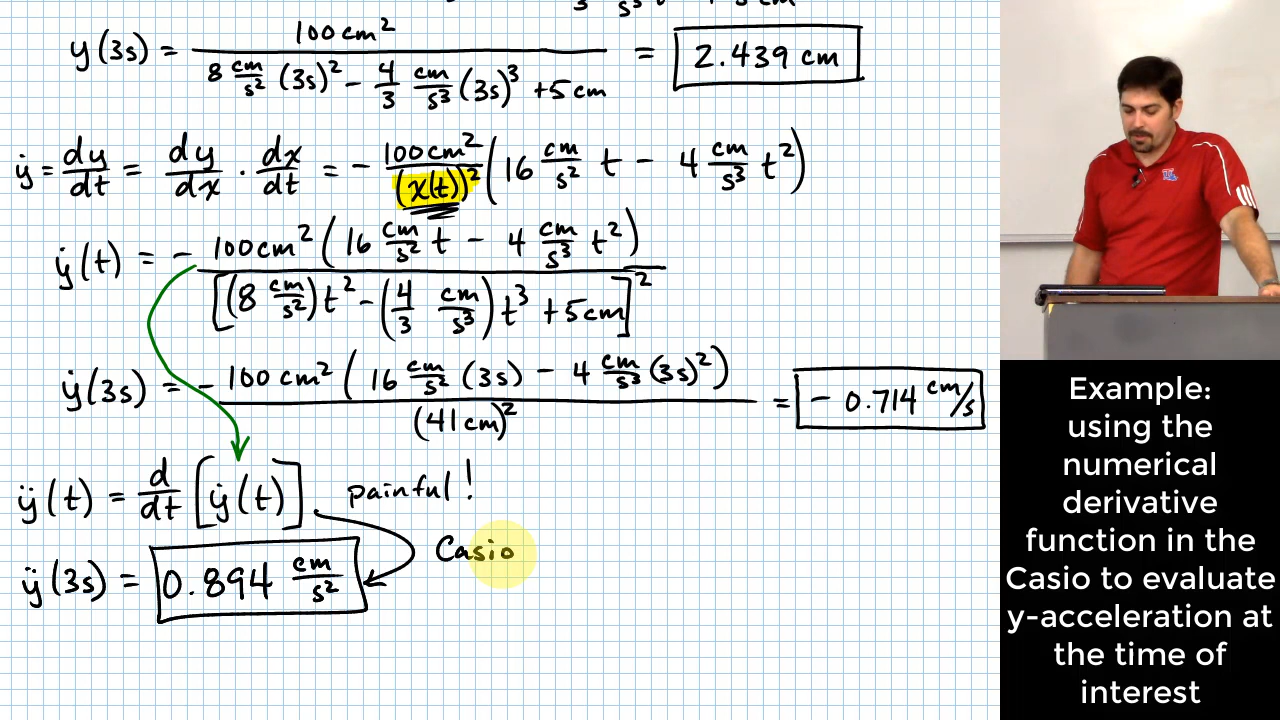 y(3s) = 100 cm² / (8 cm/s² (3s)² − 4/3 cm/s³ (3s)³ + 5 cm) = 2.439 cm
ẏ = dy/dt = dy/dx · dx/dt = − 100 cm²/(x(t))² (16 cm/s² t − 4 cm/s³ t²)
ẏ(t) = − 100 cm² (16 cm/s² t − 4 cm/s³ t²) / [(8 cm/s²)t² − (4/3 cm/s³)t³ + 5 cm]²
ẏ(3s) = − 100 cm² (16 cm/s² (3s) − 4 cm/s³ (3s)²) / (41 cm)² = − 0.714 cm/s
ÿ(t) = d/dt [ẏ(t)] painful!
Casio
ÿ(3s) = 0.894 cm/s²
Example:
using the
numerical
derivative
function in the
Casio to evaluate
y-acceleration at
the time of
interest